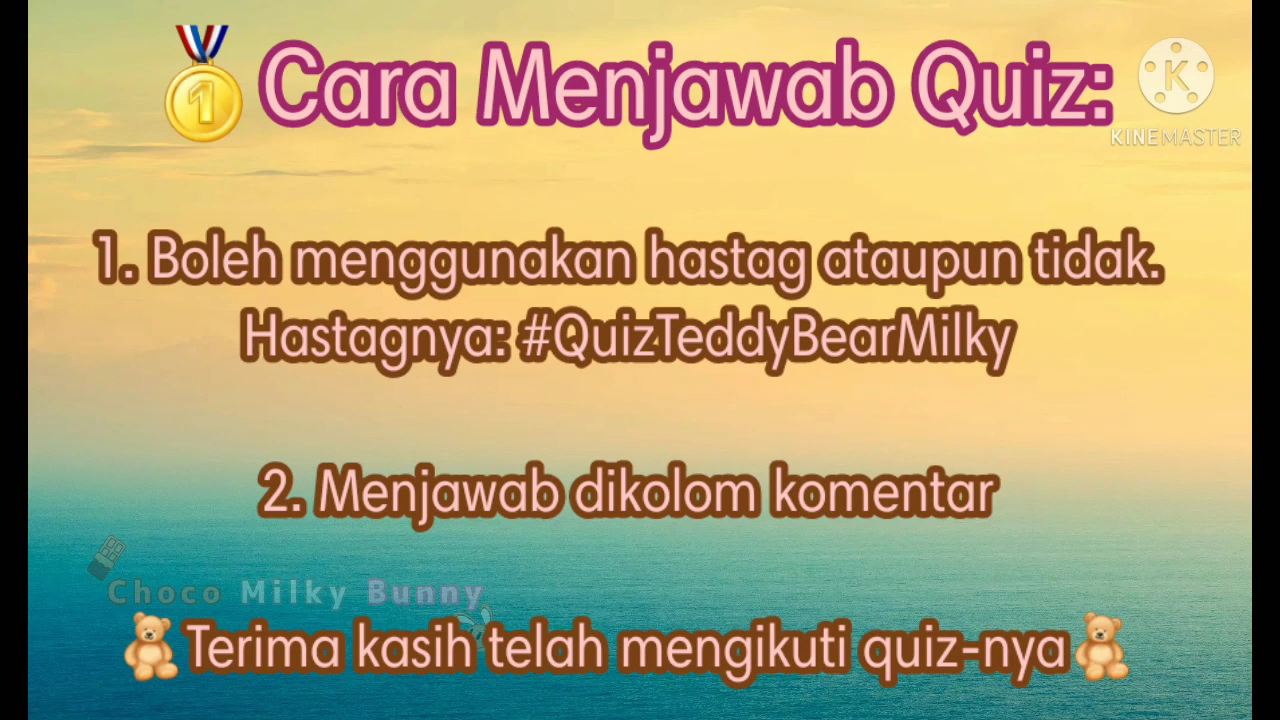 🥇Cara Menjawab Quiz:
KINEMASTER
1. Boleh menggunakan hastag ataupun tidak.
Hastagnya: #QuizTeddyBearMilky
2. Menjawab dikolom komentar
Choco Milky Bunny
🧸Terima kasih telah mengikuti quiz-nya🧸